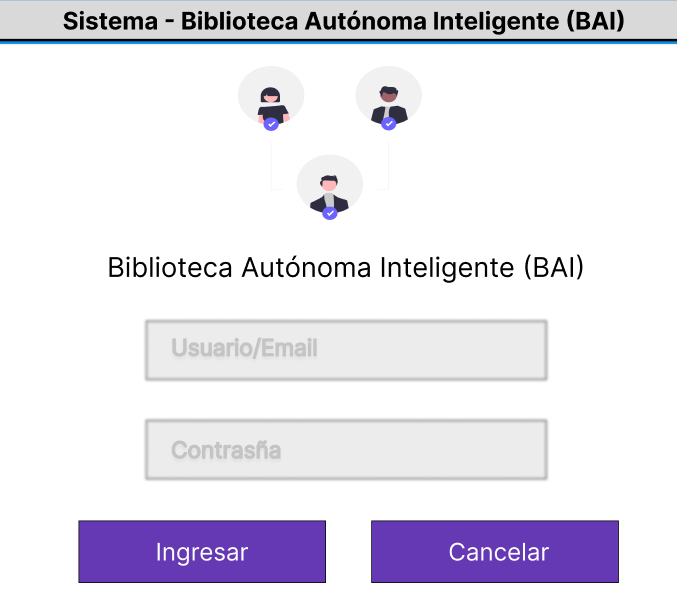 Sistema - Biblioteca Autónoma Inteligente (BAI)
Biblioteca Autónoma Inteligente (BAI)
Usuario/Email
Contrasña
Ingresar
Cancelar